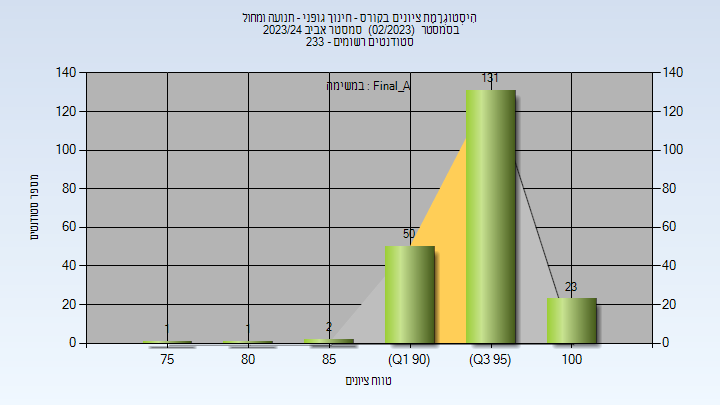 היסטוגרמת ציונים בקורס - חינוך גופני - תנועה ומחול
בסמסטר (02/2023) סמסטר אביב 2023/24
סטודנטים רשומים - 233
במשימה : Final_A
מספר סטודנטים
140 140
120 120
100 100
80 80
60 60
40 40
20 20
0 0
1 1 2 50 131 23
75 80 85 (Q1 90) (Q3 95) 100
טווח ציונים